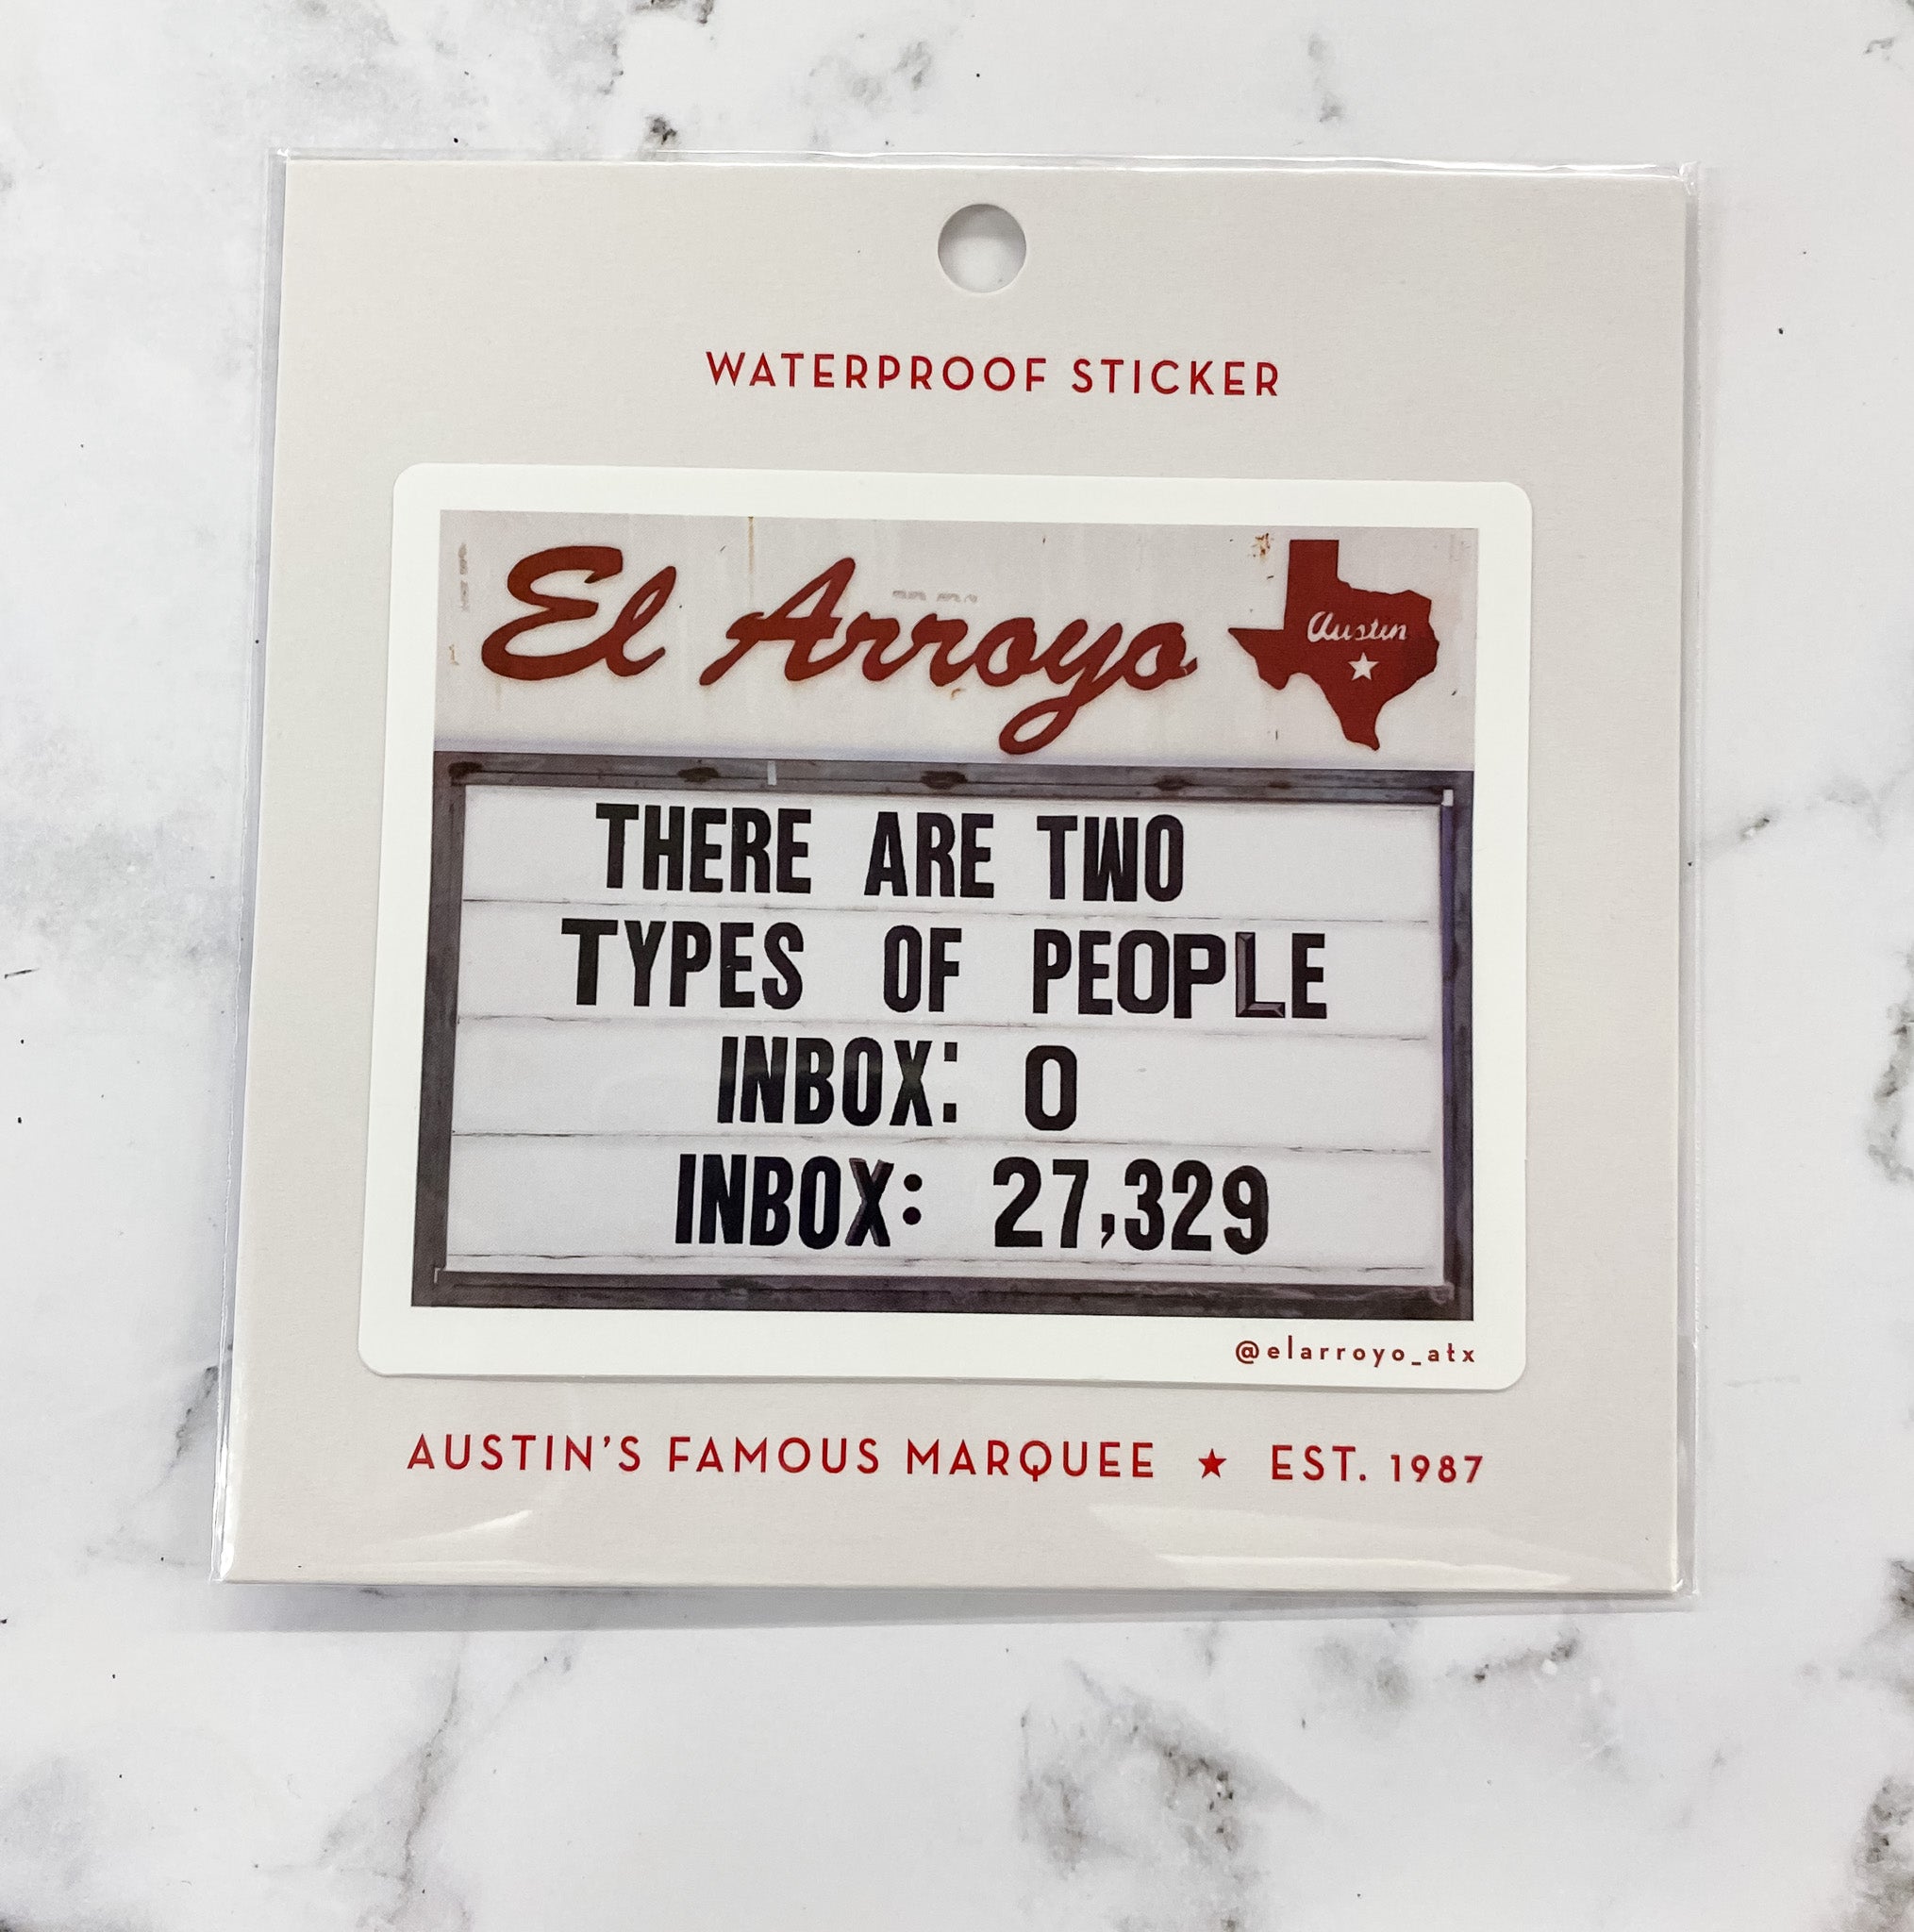 WATERPROOF STICKER
El Arroyo
Austin
THERE ARE TWO
TYPES OF PEOPLE
INBOX: 0
INBOX: 27,329
@elarroyo_atx
AUSTIN'S FAMOUS MARQUEE ★ EST. 1987